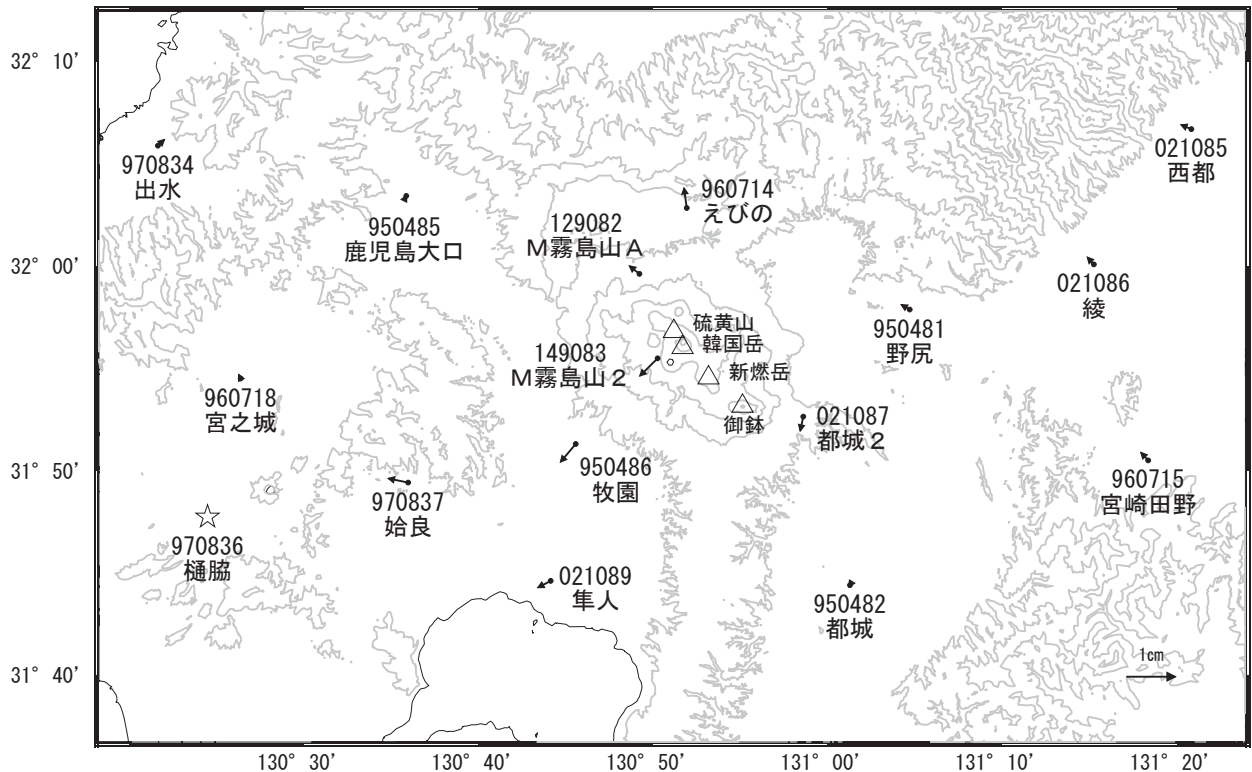 32° 10'
970834
出水
021085
西都
950485
鹿児島大口
960714
えびの
129082
M霧島山A
32° 00'
021086
綾
950481
野尻
硫黄山
韓国岳
149083
M霧島山2
新燃岳
960718
宮之城
御鉢
021087
都城2
31° 50'
950486
牧園
960715
宮崎田野
970837
姶良
970836
樋脇
021089
隼人
950482
都城
1cm
31° 40'
130° 30' 130° 40' 130° 50' 131° 00' 131° 10' 131° 20'